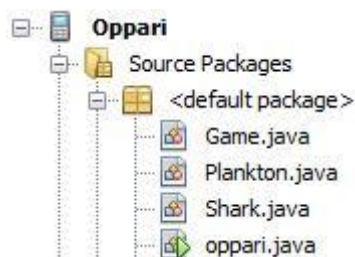 Oppari
Source Packages
<default package>
Game.java
Plankton.java
Shark.java
oppari.java